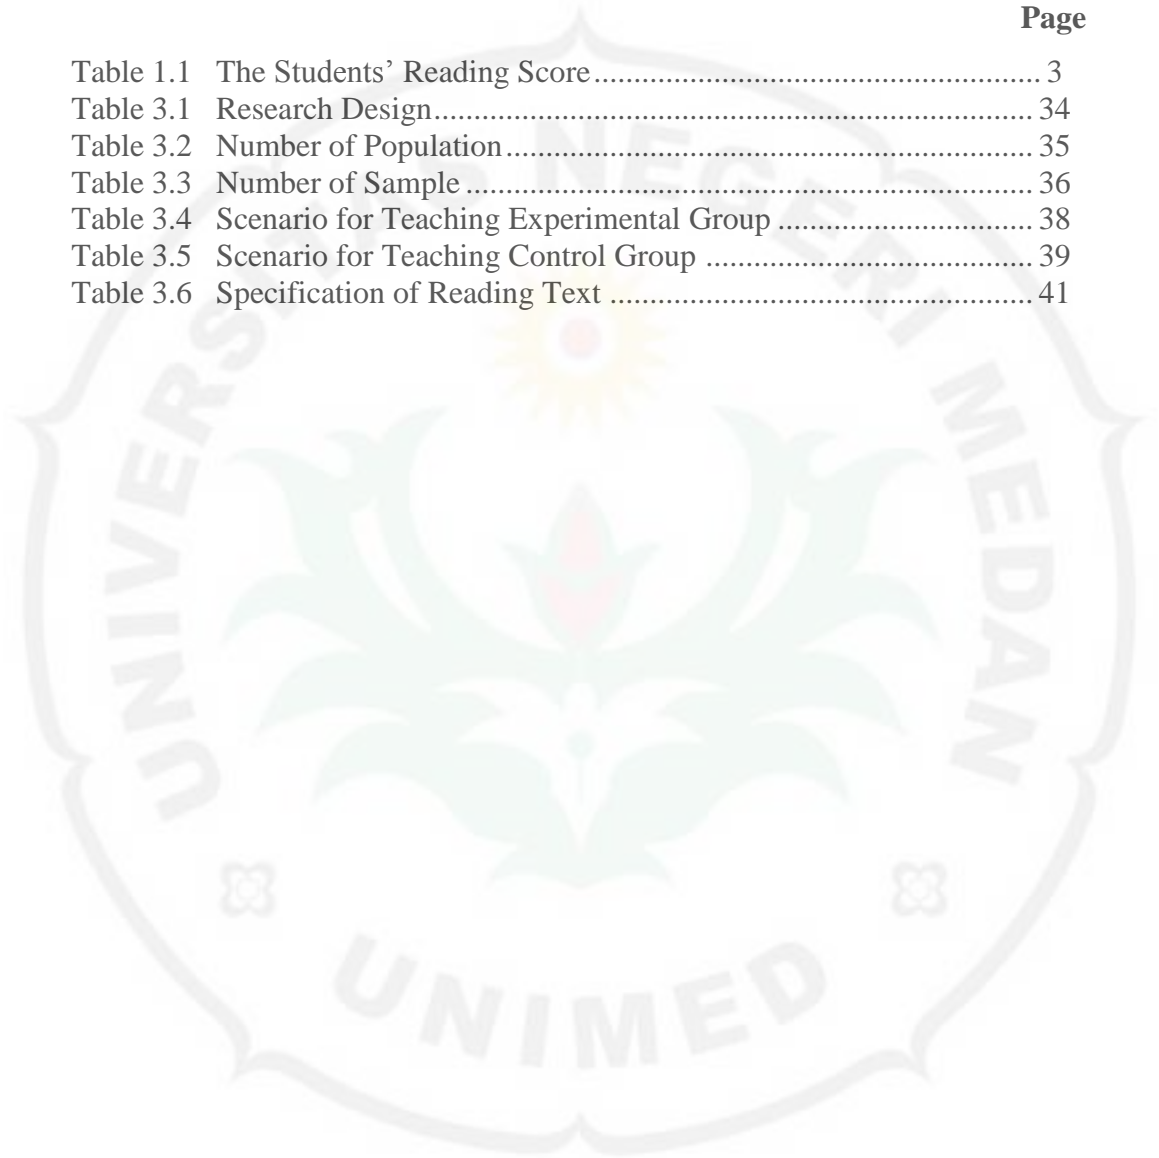 Page
Table 1.1 The Students’ Reading Score........................................................ 3
Table 3.1 Research Design........................................................................... 34
Table 3.2 Number of Population.................................................................. 35
Table 3.3 Number of Sample ....................................................................... 36
Table 3.4 Scenario for Teaching Experimental Group ................................ 38
Table 3.5 Scenario for Teaching Control Group ......................................... 39
Table 3.6 Specification of Reading Text ..................................................... 41
UNIVERSITAS NEGERI MEDAN
UNIMED